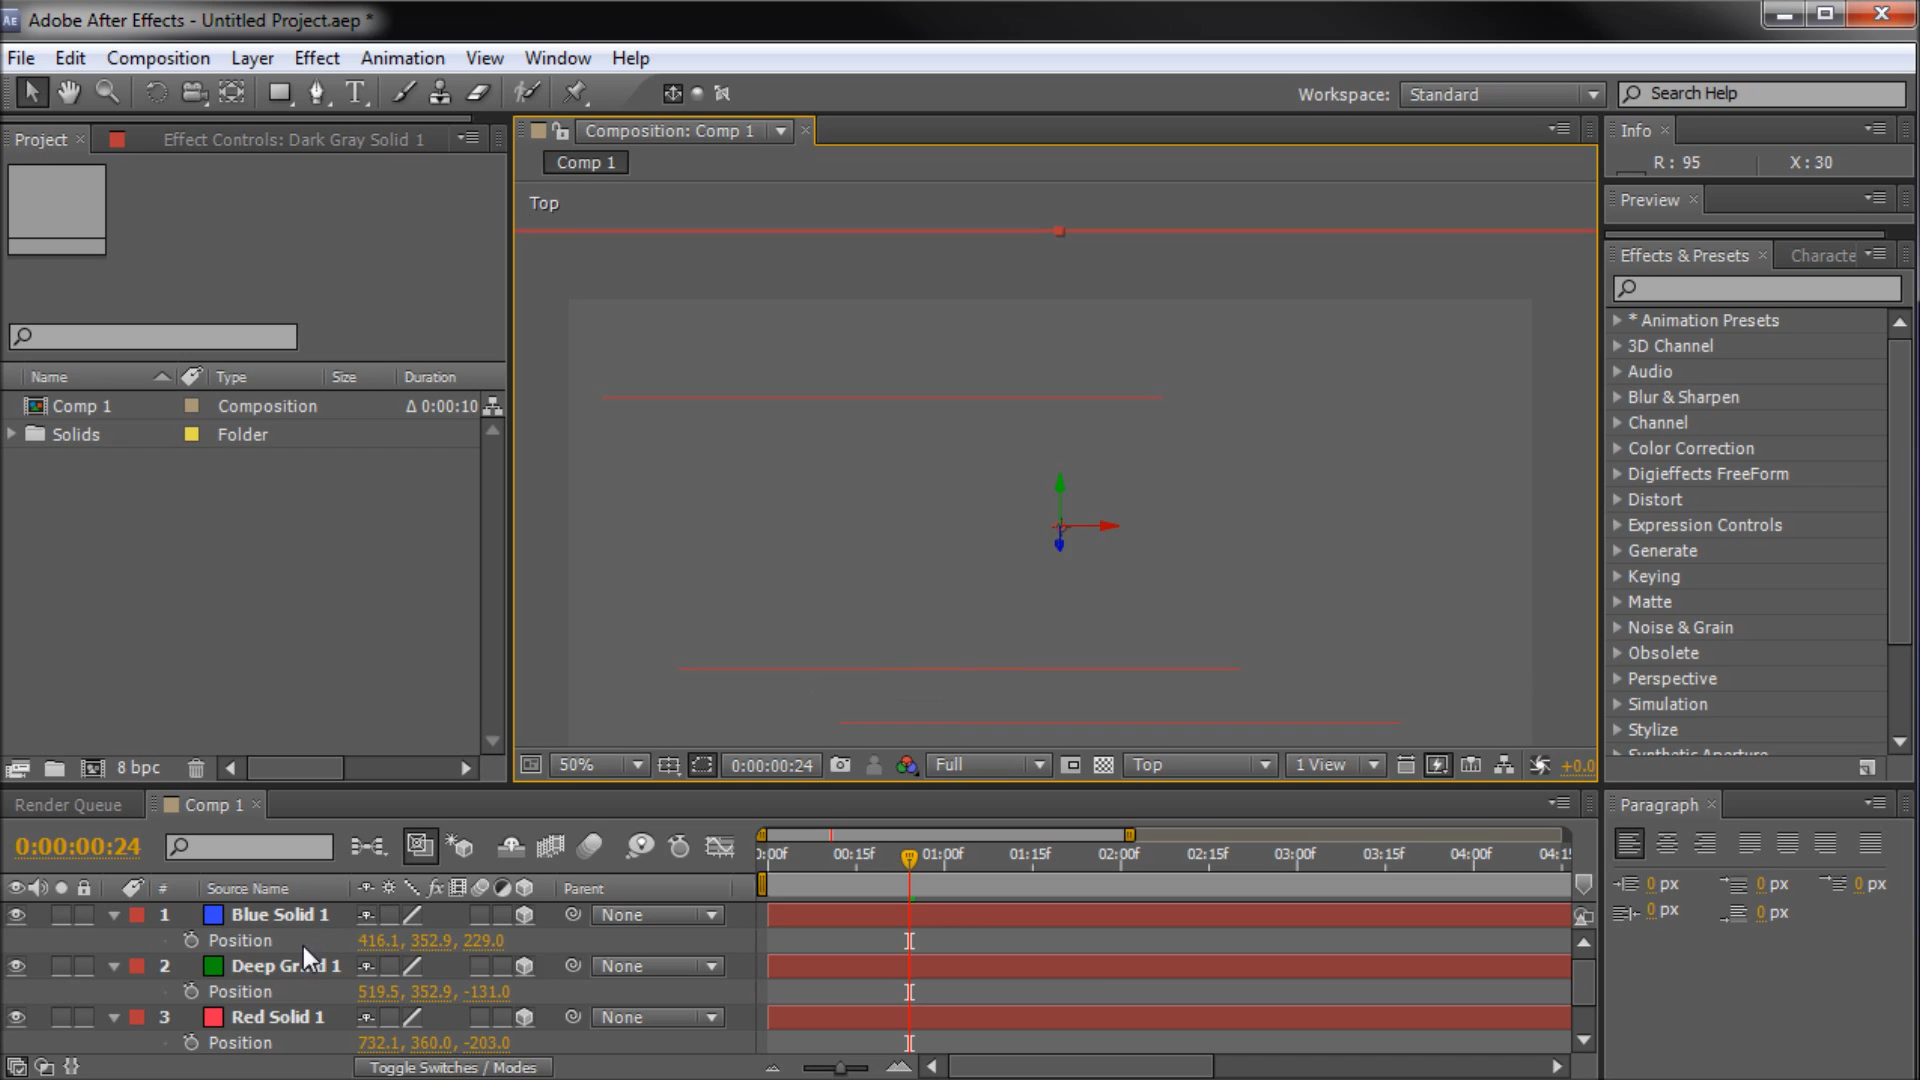 AE Adobe After Effects - Untitled Project.aep *
File Edit Composition Layer Effect Animation View Window Help
T Workspace: Standard Search Help
Project × Effect Controls: Dark Gray Solid 1
Composition: Comp 1 ×
Info ×
Comp 1
R : 95 X : 30
Preview ×
Top
Effects & Presets × Characte
* Animation Presets
3D Channel
Audio
Blur & Sharpen
Channel
Color Correction
Digieffects FreeForm
Distort
Expression Controls
Generate
Keying
Matte
Noise & Grain
Obsolete
Perspective
Simulation
Stylize
Synthetic Aperture
Name Type Size Duration
Comp 1 Composition Δ 0:00:10
Solids Folder
8 bpc
50% 0:00:00:24 Full Top 1 View +0.0
Render Queue Comp 1 ×
Paragraph ×
0:00:00:24
):00f 00:15f 01:00f 01:15f 02:00f 02:15f 03:00f 03:15f 04:00f 04:1
# Source Name fx Parent
0 px 0 px 0 px
0 px 0 px
1 Blue Solid 1 None
Position 416.1, 352.9, 229.0
2 Deep Gr d 1 None
Position 519.5, 352.9, -131.0
3 Red Solid 1 None
Position 732.1, 360.0, -203.0
Toggle Switches / Modes